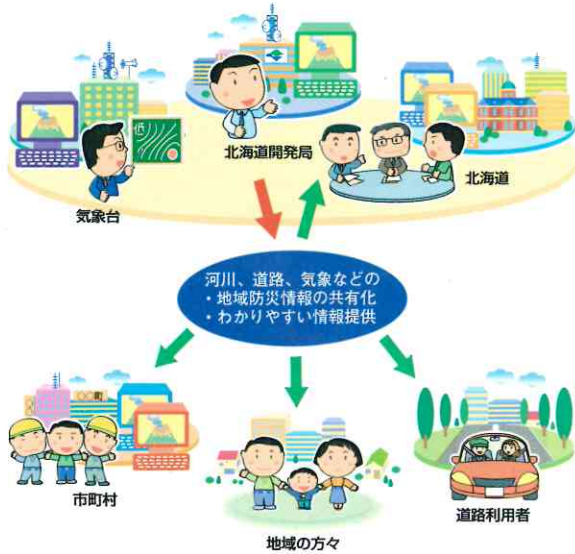 北海道開発局
低
気象台
北海道
河川、道路、気象などの
・地域防災情報の共有化
・わかりやすい情報提供
市町村
地域の方々
道路利用者